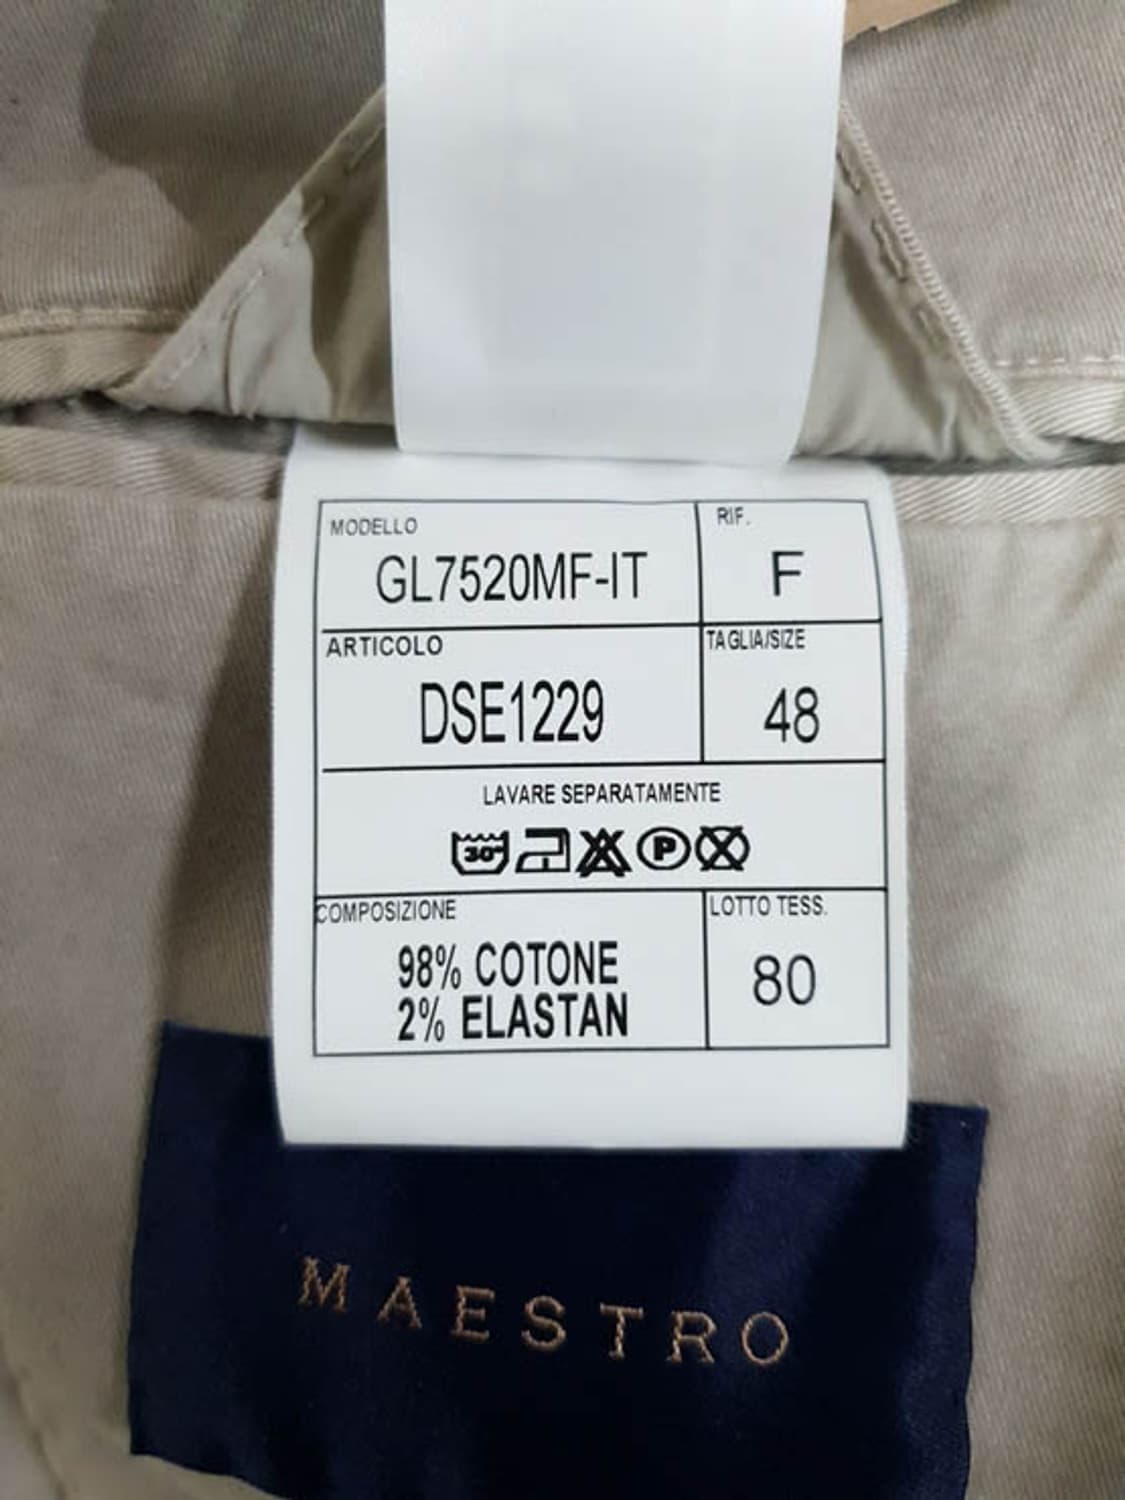 MODELLO
RIF.
GL7520MF-IT
F
ARTICOLO
TAGLIA/SIZE
DSE1229
48
LAVARE SEPARATAMENTE
30°
P
COMPOSIZIONE
LOTTO TESS.
98% COTONE
2% ELASTAN
80
MAESTRO